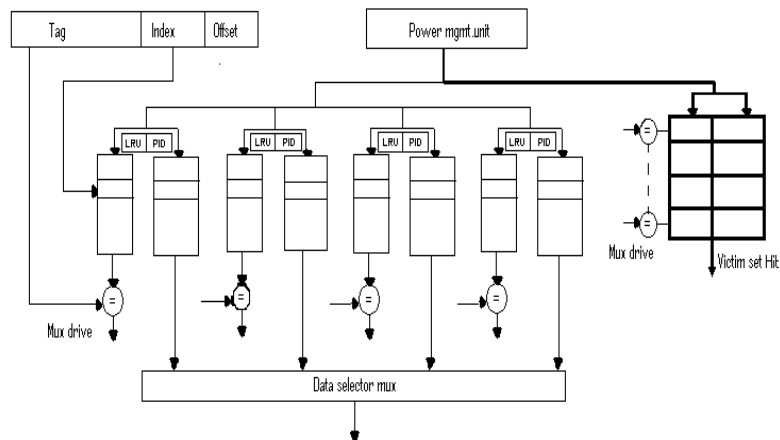 Tag Index Offset
Power mgmt.unit
LRU PID LRU PID LRU PID LRU PID
=
=
Mux drive
Victim set Hit
= = = =
Mux drive
Data selector mux